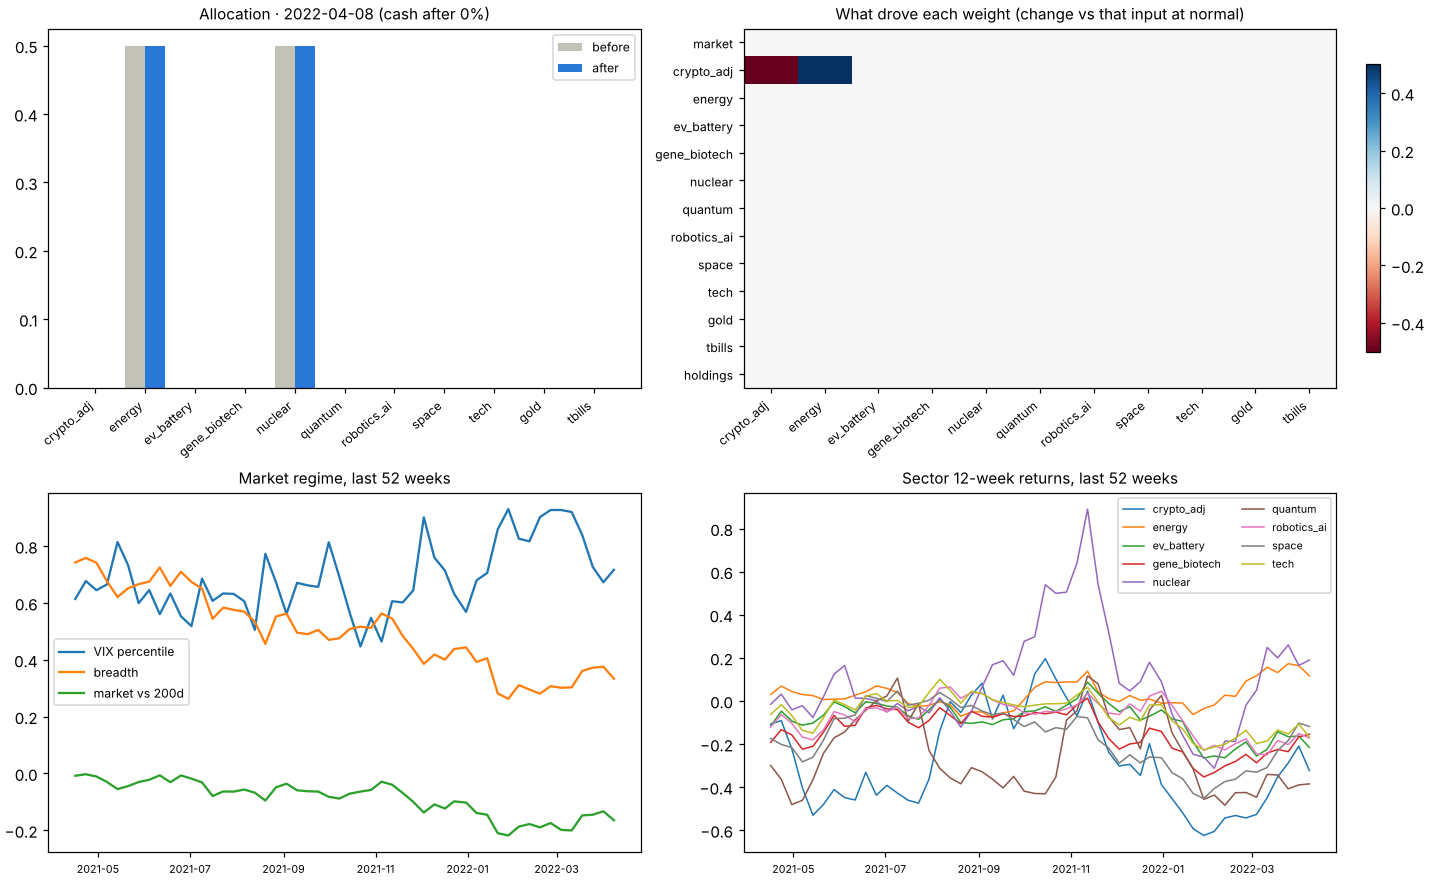 Allocation · 2022-04-08 (cash after 0%)
0.5
0.4
0.3
0.2
0.1
0.0
before
after
crypto_adj
energy
ev_battery
gene_biotech
nuclear
quantum
robotics_ai
space
tech
gold
tbills
What drove each weight (change vs that input at normal)
market
crypto_adj
energy
ev_battery
gene_biotech
nuclear
quantum
robotics_ai
space
tech
gold
tbills
holdings
crypto_adj
energy
ev_battery
gene_biotech
nuclear
quantum
robotics_ai
space
tech
gold
tbills
0.4
0.2
0.0
−0.2
−0.4
Market regime, last 52 weeks
0.8
0.6
0.4
0.2
0.0
−0.2
VIX percentile
breadth
market vs 200d
2021-05
2021-07
2021-09
2021-11
2022-01
2022-03
Sector 12-week returns, last 52 weeks
0.8
0.6
0.4
0.2
0.0
−0.2
−0.4
−0.6
crypto_adj
energy
ev_battery
gene_biotech
nuclear
quantum
robotics_ai
space
tech
2021-05
2021-07
2021-09
2021-11
2022-01
2022-03